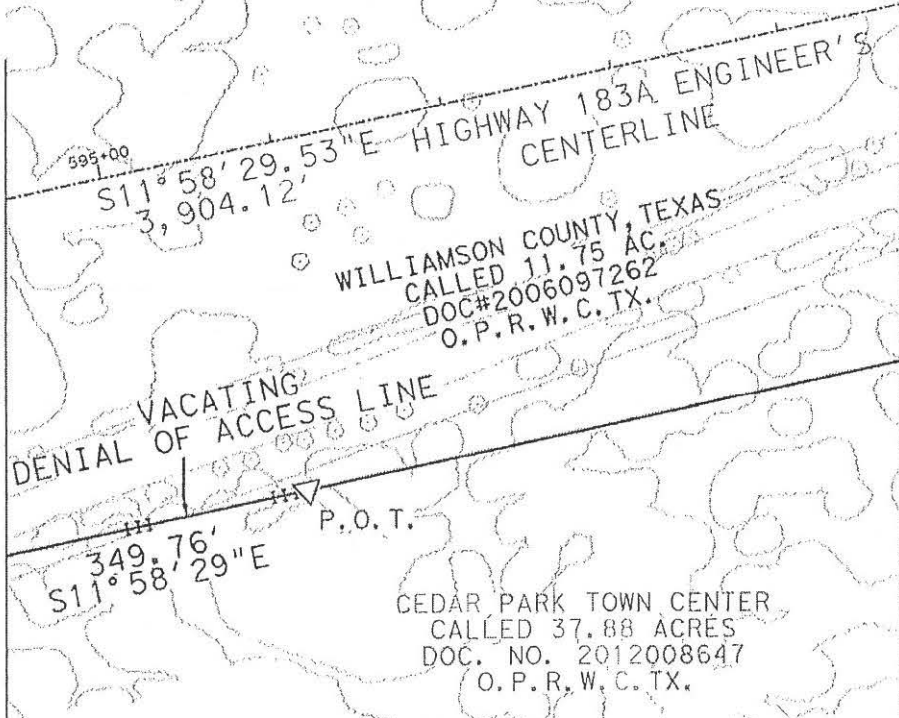 HIGHWAY 183A ENGINEER'S
CENTERLINE
595+00
S11°58'29.53"E
3,904.12'
WILLIAMSON COUNTY, TEXAS
CALLED 11.75 AC.
DOC#2006097262
O.P.R.W.C.TX.
VACATING
DENIAL OF ACCESS LINE
P.O.T.
349.76'
S11°58'29"E
CEDAR PARK TOWN CENTER
CALLED 37.88 ACRES
DOC. NO. 2012008647
O.P.R.W.C.TX.